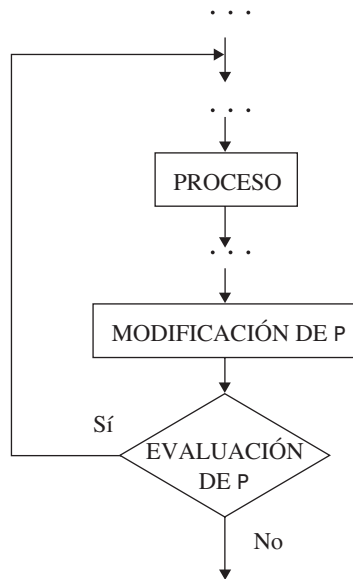 . . .
. . .
PROCESO
. . .
MODIFICACIÓN DE P
Sí
EVALUACIÓN
DE P
No